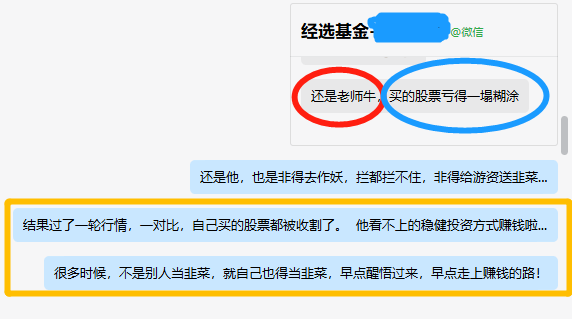 经选基金-
@微信
还是老师牛，买的股票亏得一塌糊涂
还是他，也是非得去作妖，拦都拦不住，非得给游资送韭菜...
结果过了一轮行情，一对比，自己买的股票都被收割了。 他看不上的稳健投资方式赚钱啦...
很多时候，不是别人当韭菜，就自己也得当韭菜，早点醒悟过来，早点走上赚钱的路！